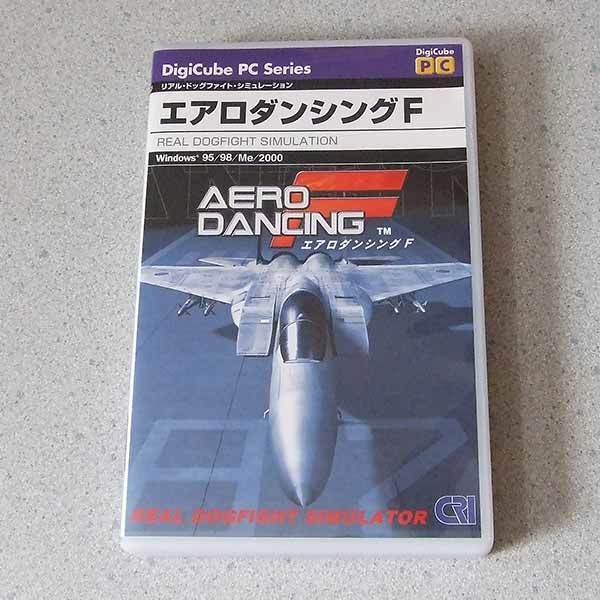 DigiCube PC Series
DigiCube
PC
リアル・ドッグファイト・シミュレーション
エアロダンシングF
REAL DOGFIGHT SIMULATION
Windows® 95/98/Me/2000
AERO
DANCING F ™
エアロダンシングF
REAL DOGFIGHT SIMULATOR
CRI